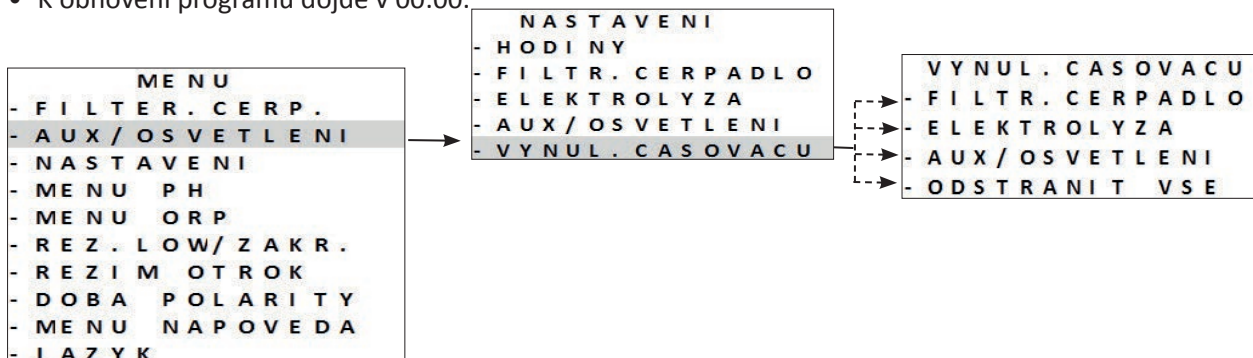 • K obnovení programu dojde v 00:00.
MENU
- FILTER. CERP.
- AUX/OSVETLENI
- NASTAVENI
- MENU PH
- MENU ORP
- REZ.LOW/ZAKR.
- REZIM OTROK
- DOBA POLARITY
- MENU NAPOVEDA
- JAZYK
NASTAVENI
- HODINY
- FILTR. CERPADLO
- ELEKTROLYZA
- AUX/OSVETLENI
- VYNUL. CASOVACU
VYNUL. CASOVACU
- FILTR. CERPADLO
- ELEKTROLYZA
- AUX/OSVETLENI
- ODSTRANIT VSE